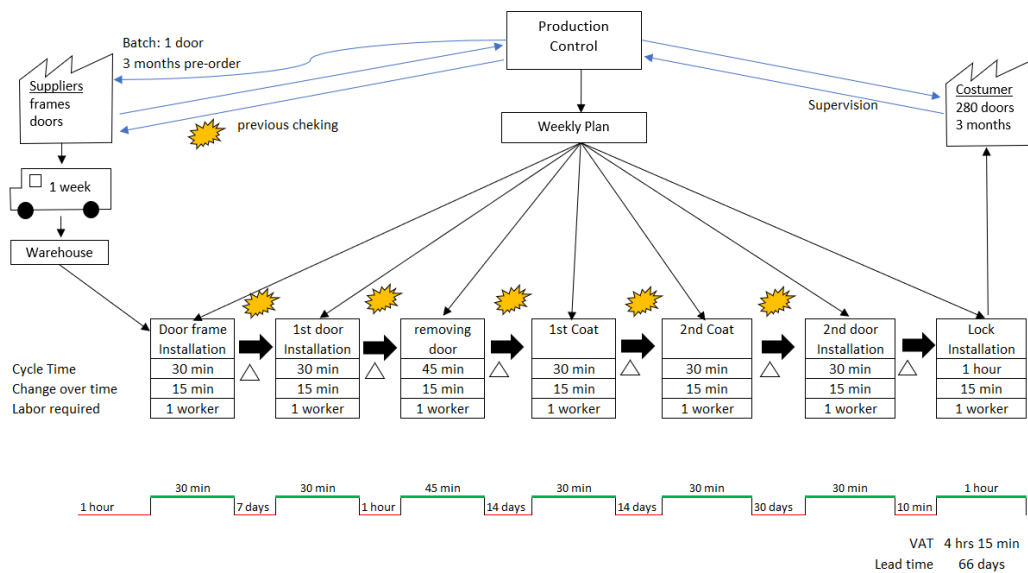 Production
Control
Batch: 1 door
3 months pre-order
Suppliers
frames
doors
Costumer
280 doors
3 months
Supervision
previous cheking
Weekly Plan
1 week
Warehouse
Door frame
Installation
1st door
Installation
removing
door
1st Coat
2nd Coat
2nd door
Installation
Lock
Installation
Cycle Time 30 min 30 min 45 min 30 min 30 min 30 min 1 hour
Change over time 15 min 15 min 15 min 15 min 15 min 15 min 15 min
Labor required 1 worker 1 worker 1 worker 1 worker 1 worker 1 worker 1 worker
30 min 30 min 45 min 30 min 30 min 30 min 1 hour
1 hour 7 days 1 hour 14 days 14 days 30 days 10 min
VAT 4 hrs 15 min
Lead time 66 days